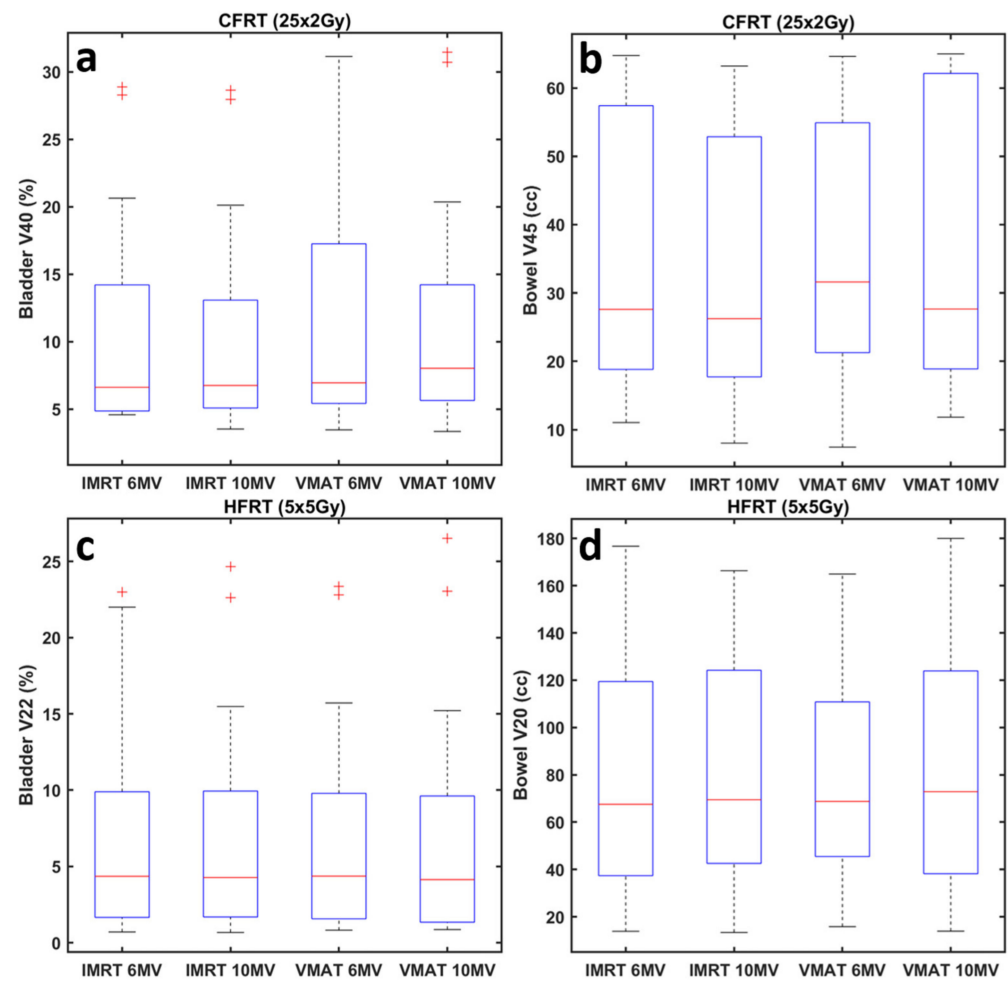 CFRT (25x2Gy)
a
Bladder V40 (%)
30
25
20
15
10
5
IMRT 6MV IMRT 10MV VMAT 6MV VMAT 10MV
CFRT (25x2Gy)
b
Bowel V45 (cc)
60
50
40
30
20
10
IMRT 6MV IMRT 10MV VMAT 6MV VMAT 10MV
HFRT (5x5Gy)
c
Bladder V22 (%)
25
20
15
10
5
0
IMRT 6MV IMRT 10MV VMAT 6MV VMAT 10MV
HFRT (5x5Gy)
d
Bowel V20 (cc)
180
160
140
120
100
80
60
40
20
IMRT 6MV IMRT 10MV VMAT 6MV VMAT 10MV